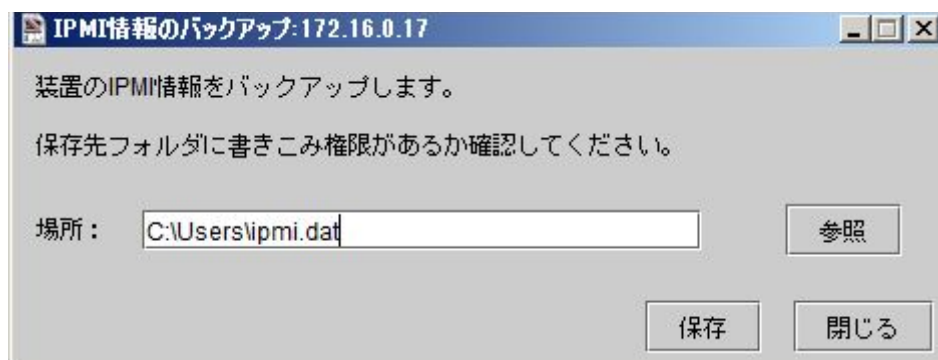 IPMI情報のバックアップ:172.16.0.17
装置のIPMI情報をバックアップします。
保存先フォルダに書きこみ権限があるか確認してください。
場所： C:\Users\ipmi.dat 参照
保存 閉じる